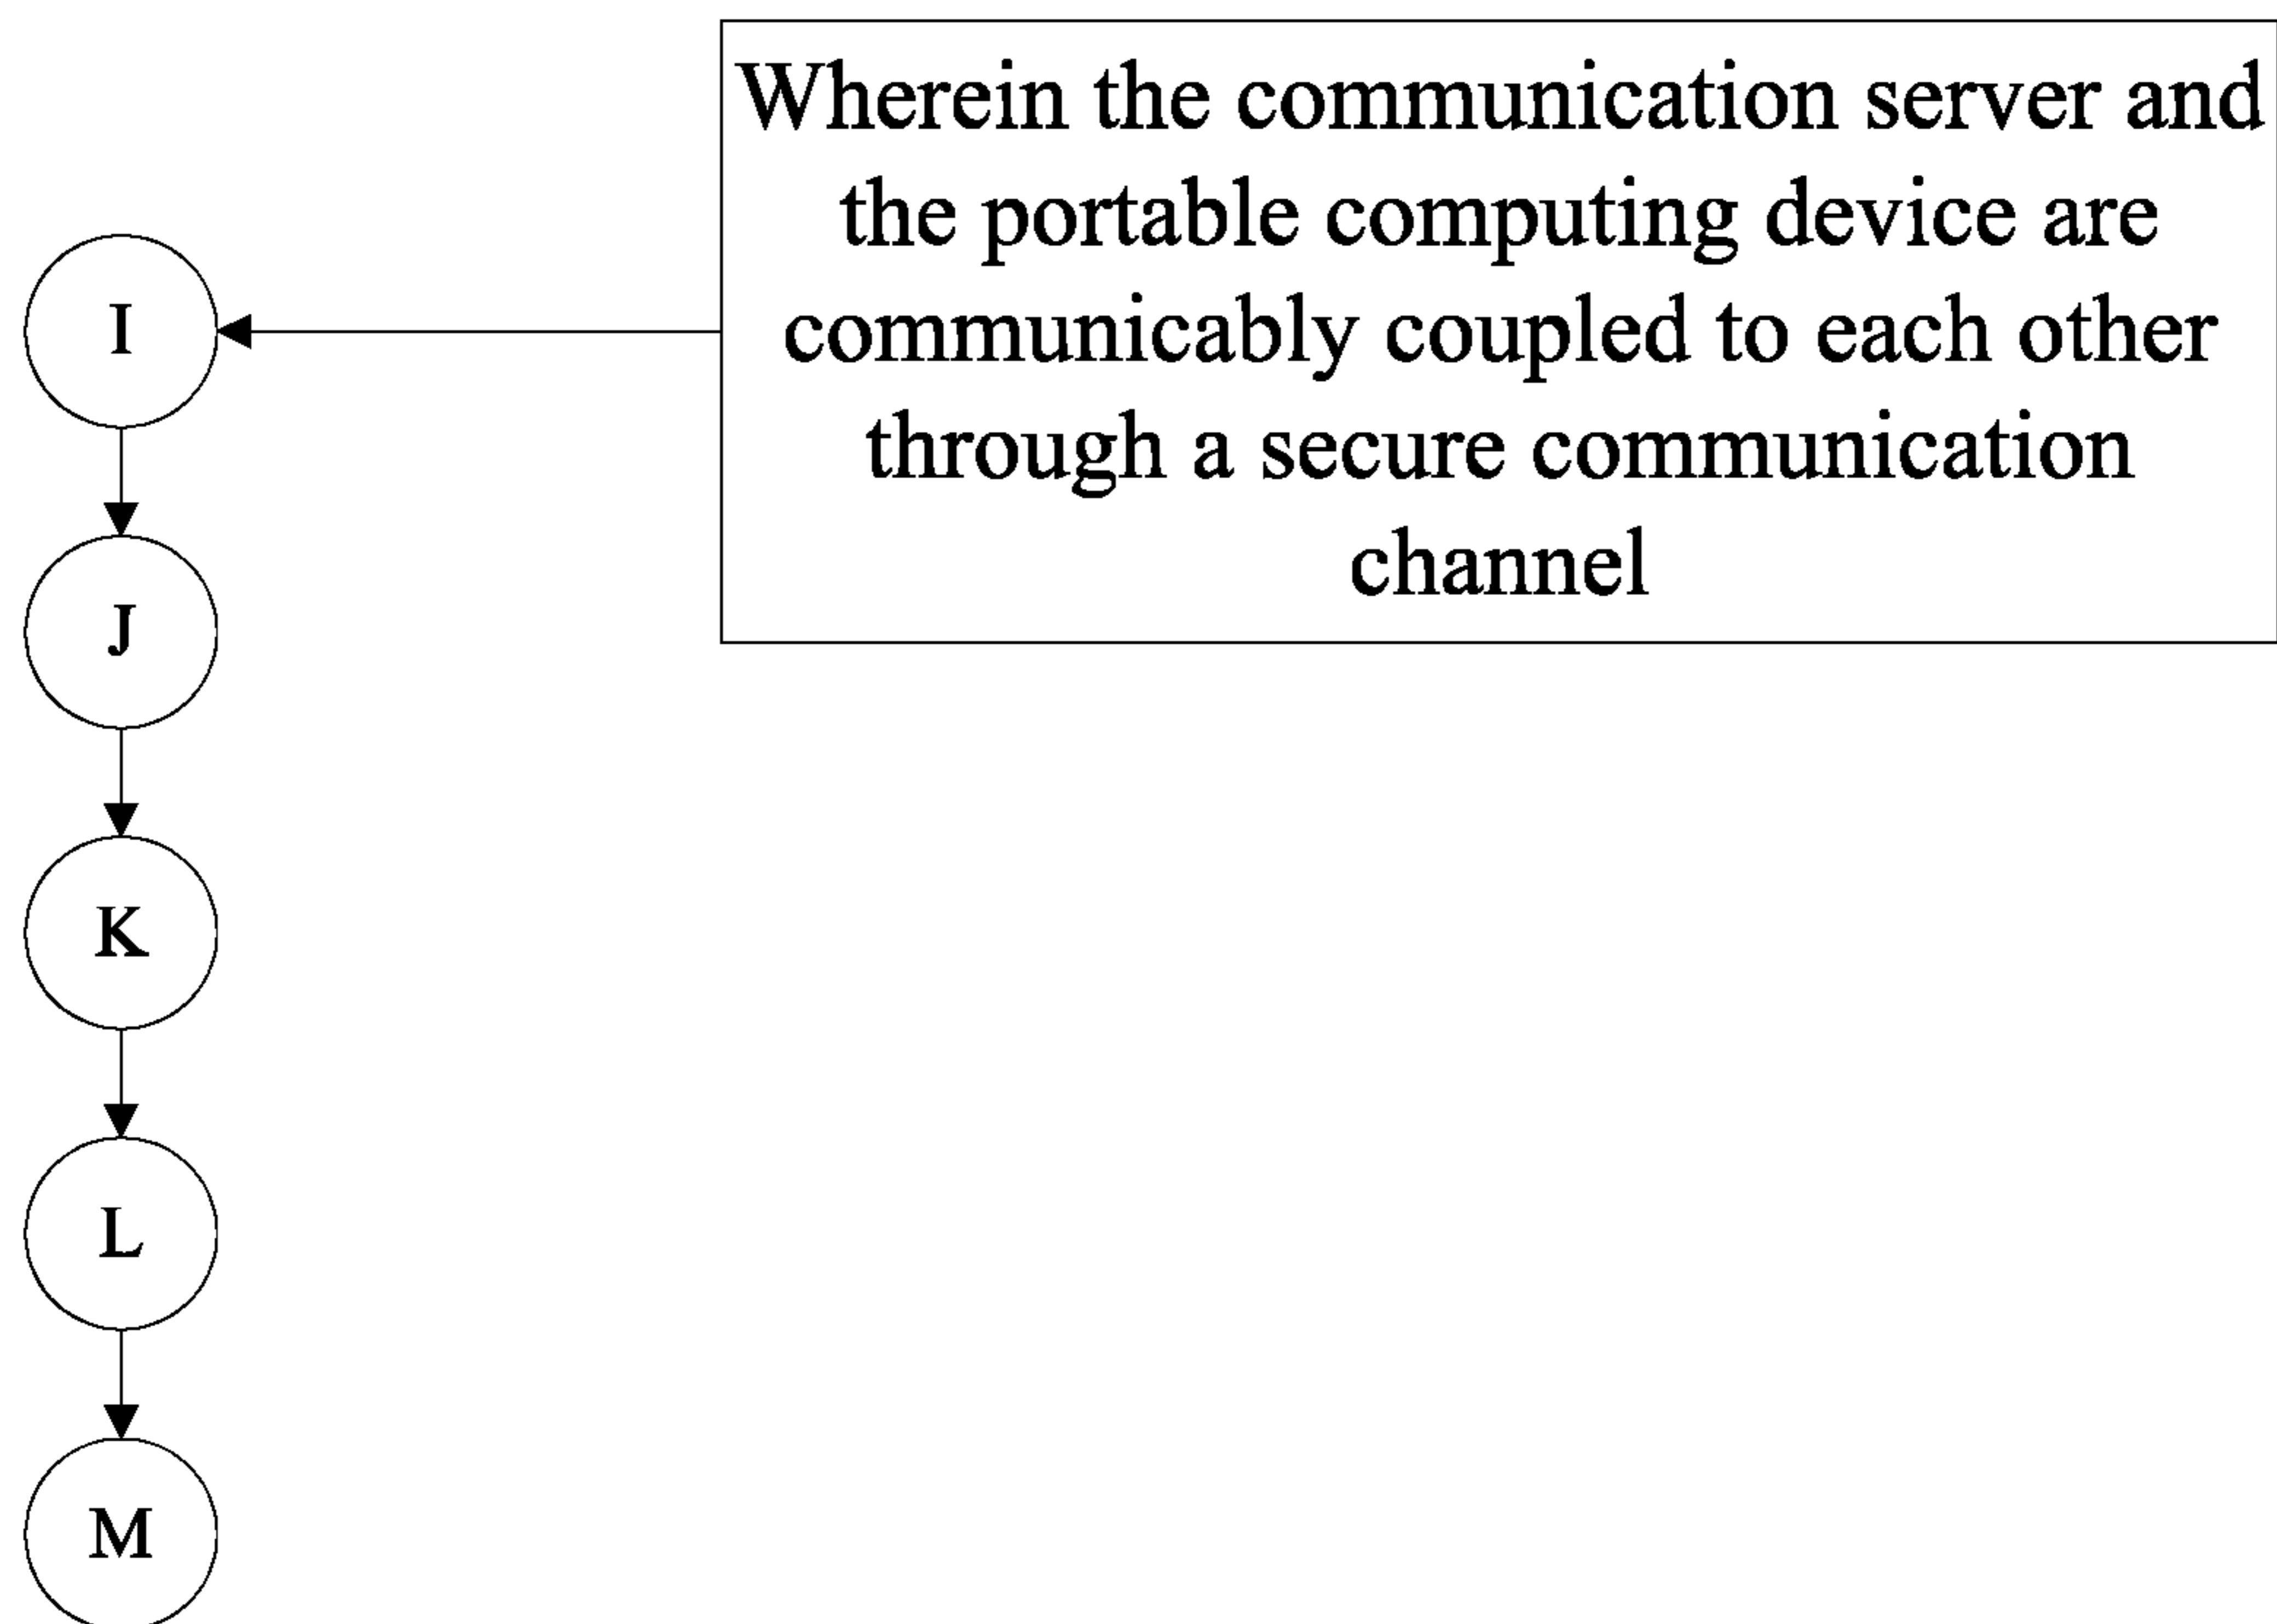 Wherein the communication server and
the portable computing device are
communicably coupled to each other
through a secure communication
channel
I
J
K
L
M